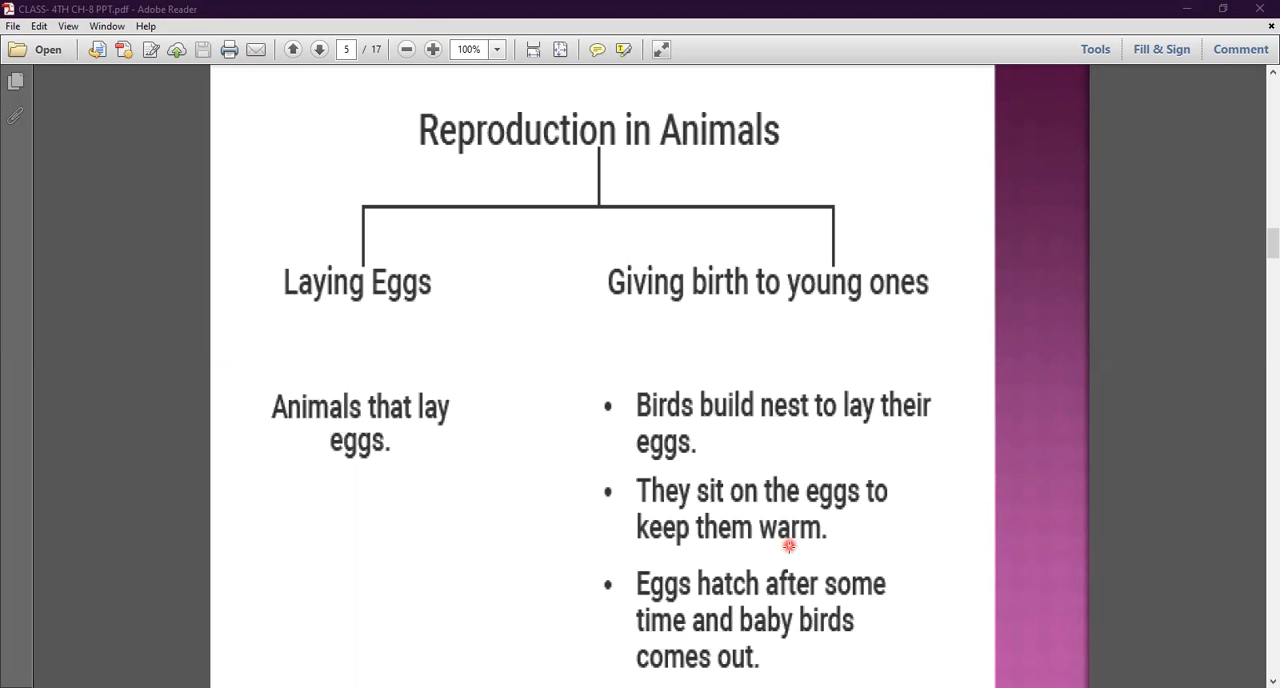 CLASS- 4TH CH-8 PPT.pdf - Adobe Reader
File Edit View Window Help
Open 5 / 17 100% Tools Fill & Sign Comment
Reproduction in Animals
Laying Eggs
Giving birth to young ones
Animals that lay
eggs.
• Birds build nest to lay their
eggs.
• They sit on the eggs to
keep them warm.
• Eggs hatch after some
time and baby birds
comes out.